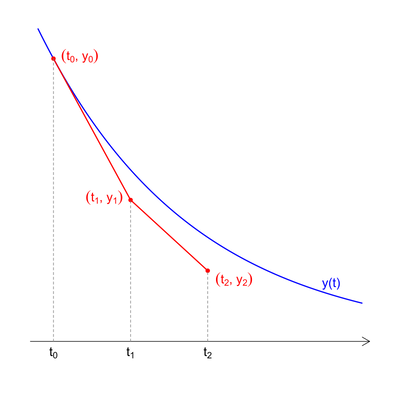 (t₀, y₀)
(t₁, y₁)
(t₂, y₂)
y(t)
t₀ t₁ t₂